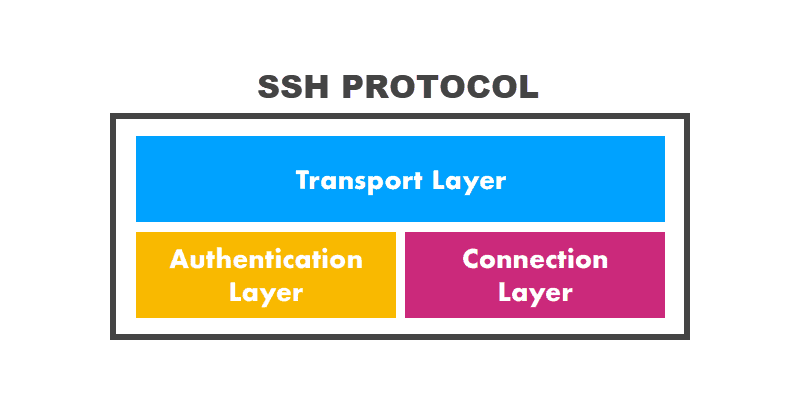 SSH PROTOCOL
Transport Layer
Authentication
Layer
Connection
Layer